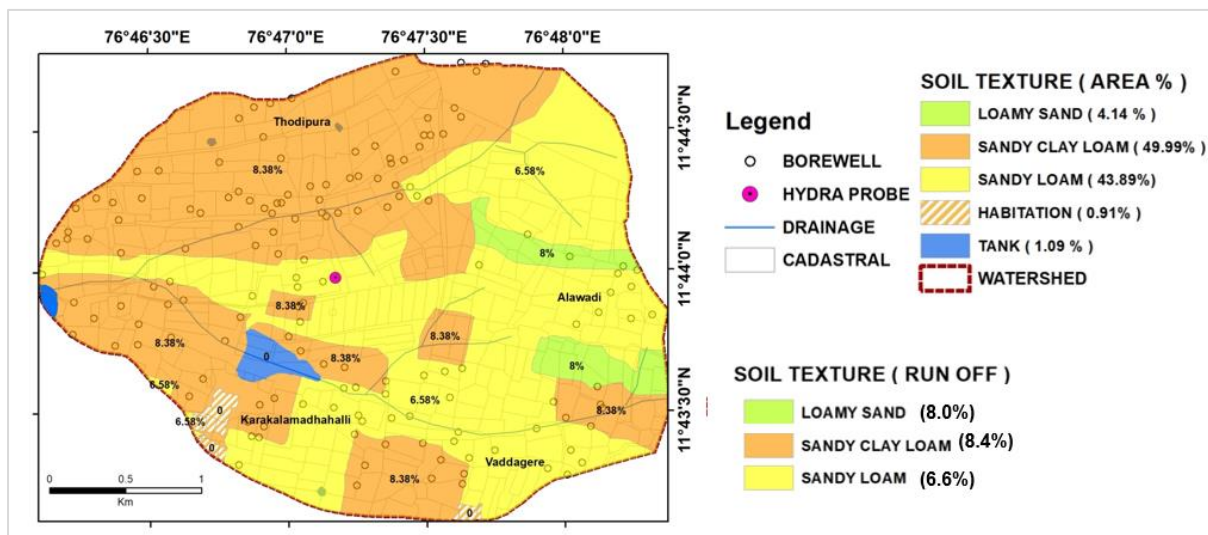 76°46'30"E 76°47'0"E 76°47'30"E 76°48'0"E
Thodipura
8.38%
6.58%
8%
Alawadi
8.38%
8.38%
8.38%
8.38%
0
8%
6.58%
6.58%
8.38%
6.58%
0
Karakalamadhahalli
0
Vaddagere
8.38%
0
0 0.5 1
Km
11°44'30"N
11°44'0"N
11°43'30"N
Legend
BOREWELL
HYDRA PROBE
DRAINAGE
CADASTRAL
SOIL TEXTURE ( AREA % )
LOAMY SAND ( 4.14 % )
SANDY CLAY LOAM ( 49.99% )
SANDY LOAM ( 43.89%)
HABITATION ( 0.91% )
TANK ( 1.09 % )
WATERSHED
SOIL TEXTURE ( RUN OFF )
LOAMY SAND (8.0%)
SANDY CLAY LOAM (8.4%)
SANDY LOAM (6.6%)